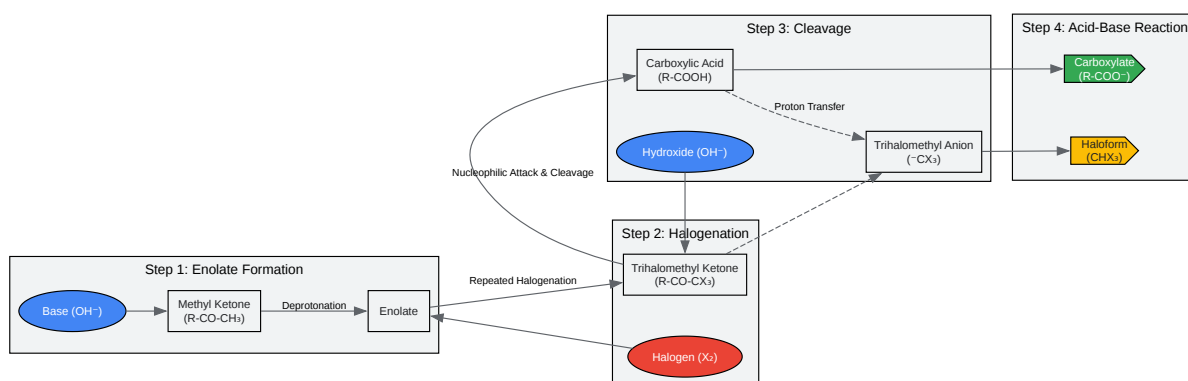 Step 3: Cleavage
Carboxylic Acid
(R-COOH)
Proton Transfer
Hydroxide (OH⁻)
Trihalomethyl Anion
(⁻CX₃)
Step 4: Acid-Base Reaction
Carboxylate
(R-COO⁻)
Haloform
(CHX₃)
Nucleophilic Attack & Cleavage
Step 2: Halogenation
Trihalomethyl Ketone
(R-CO-CX₃)
Halogen (X₂)
Step 1: Enolate Formation
Base (OH⁻)
Methyl Ketone
(R-CO-CH₃)
Deprotonation
Enolate
Repeated Halogenation